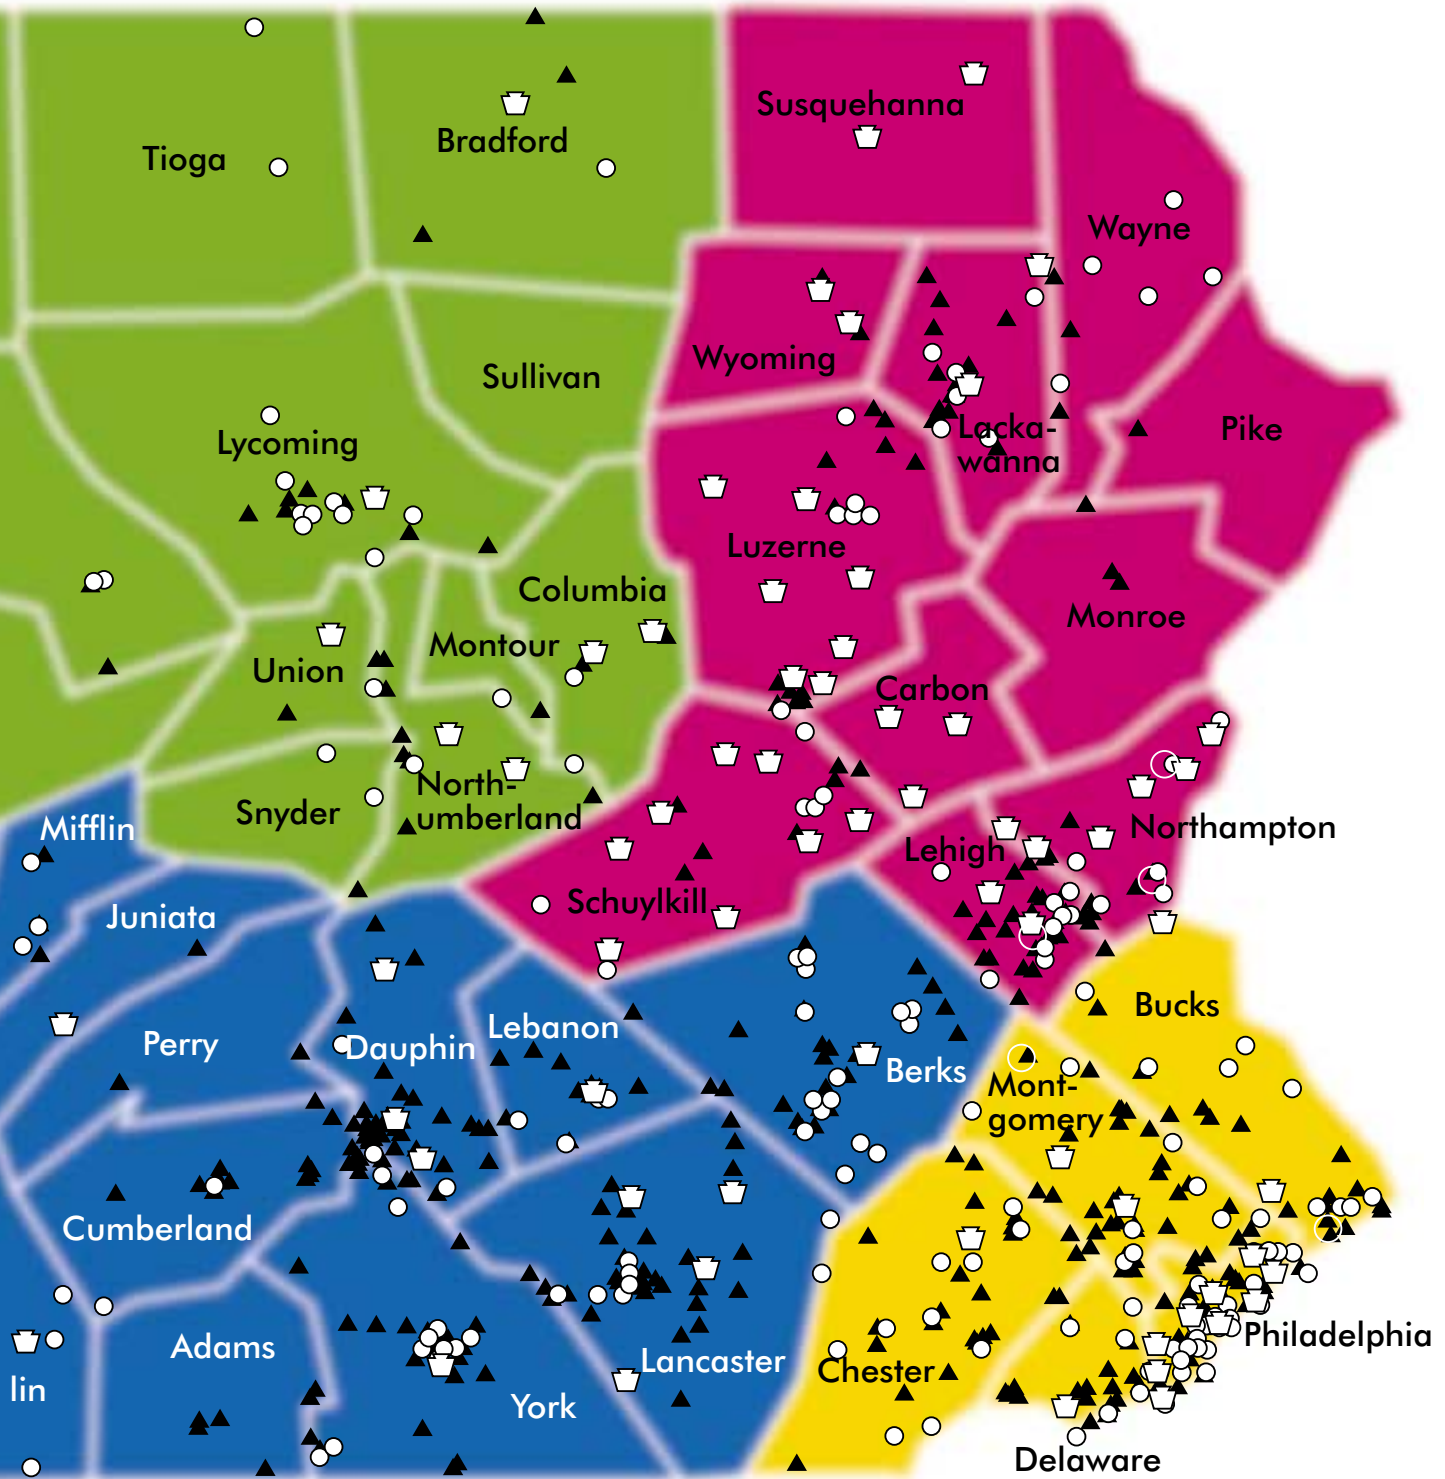 Susquehanna
Bradford
Tioga
Wayne
Wyoming
Sullivan
Lycoming
Lacka-
wanna
Pike
Luzerne
Columbia
Monroe
Montour
Union
Carbon
North-
umberland
Snyder
Mifflin
Northampton
Lehigh
Schuylkill
Juniata
Bucks
Lebanon
Perry
Dauphin
Berks
Mont-
gomery
Cumberland
Philadelphia
Adams
Lancaster
Chester
lin
York
Delaware